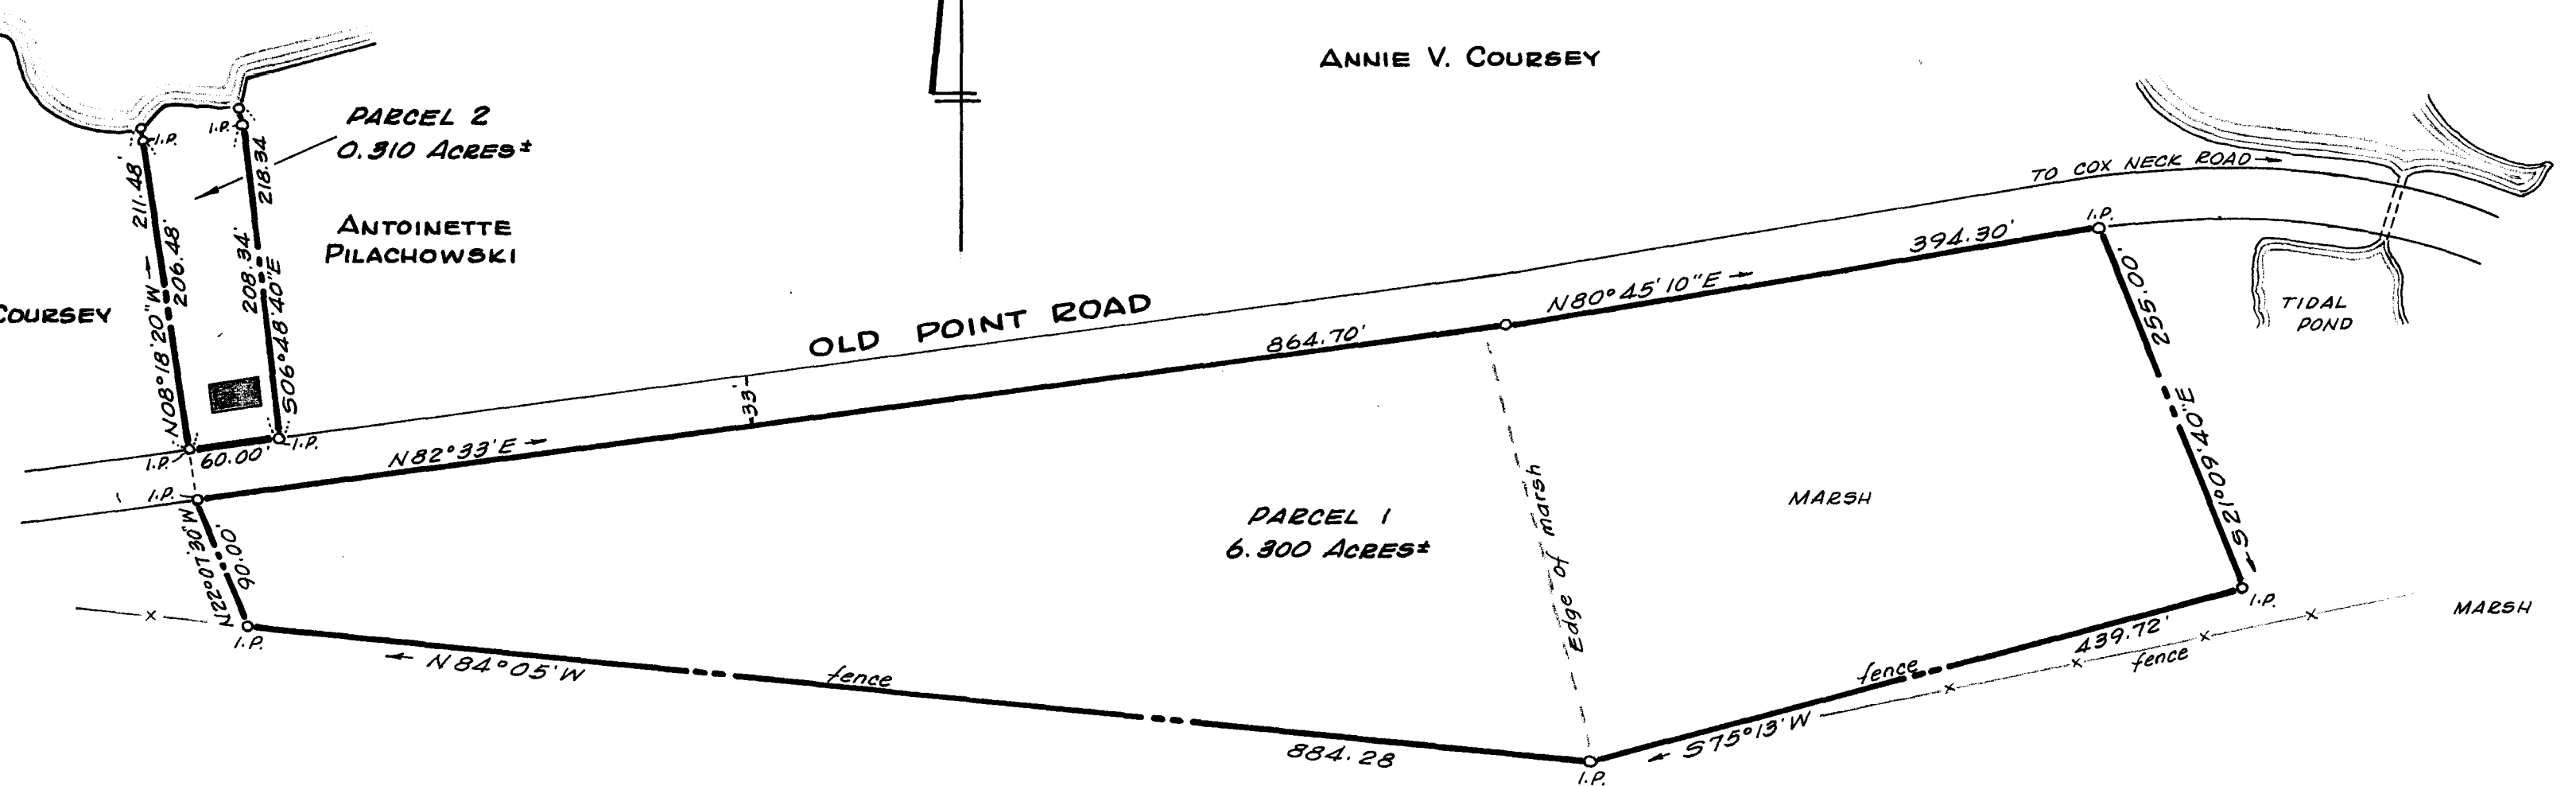 ANNIE V. COURSEY
PARCEL 2
0.310 ACRES±
I.P.
I.P.
211.48'
206.48'
N08°18'20"W
218.34
208.34'
S06°48'40"E
ANTOINETTE
PILACHOWSKI
COURSEY
I.P.
60.00'
I.P.
TO COX NECK ROAD
TIDAL
POND
OLD POINT ROAD
33'
N82°33'E
864.70'
N80°45'10"E
394.30'
I.P.
255.00'
S21°09'40"E
I.P.
I.P.
N22°07'30"W
90.00'
I.P.
PARCEL 1
6.300 ACRES±
Edge of marsh
MARSH
MARSH
N84°05'W
fence
884.28
I.P.
S75°13'W
fence
439.72'
fence